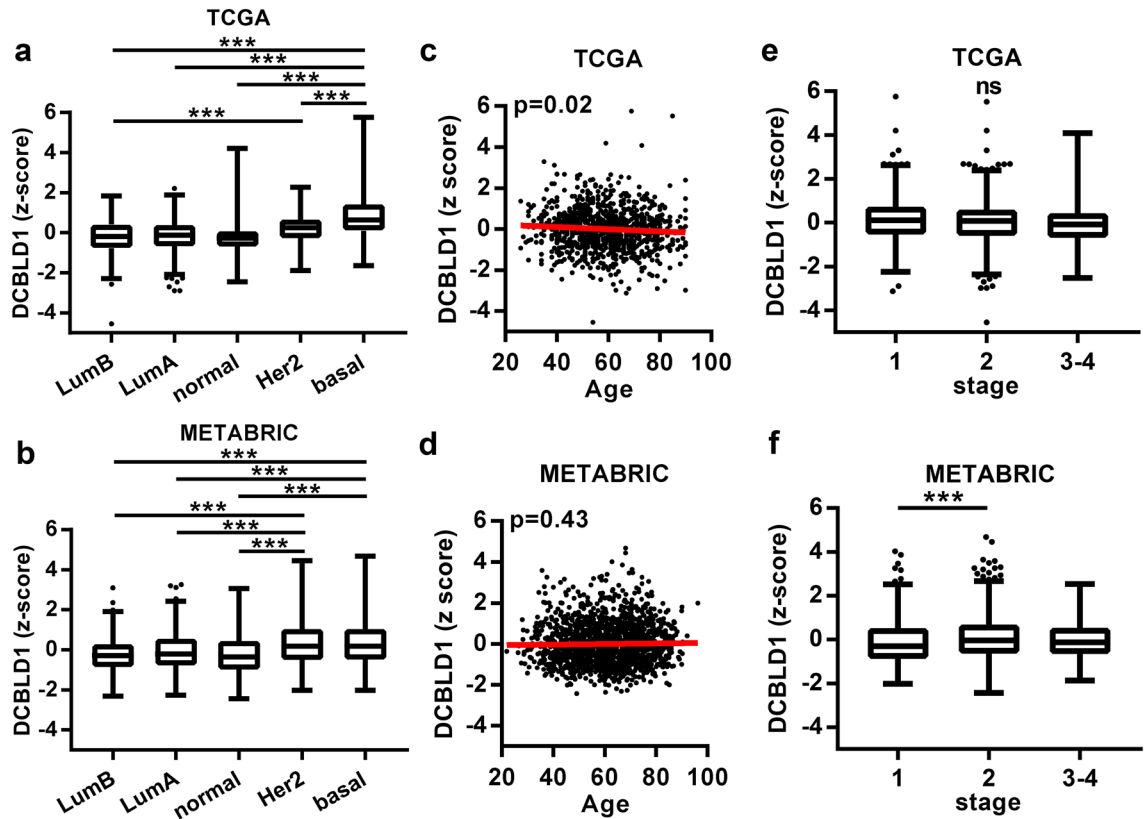 TCGA
a
***
***
***
***
***
DCBLD1 (z-score)
6
4
2
0
-2
-4
LumB
LumA
normal
Her2
basal
c
TCGA
p=0.02
DCBLD1 (z score)
6
4
2
0
-2
-4
20
40
60
80
100
Age
e
TCGA
ns
DCBLD1 (z-score)
6
4
2
0
-2
-4
1
2
3-4
stage
METABRIC
b
***
***
***
***
***
***
DCBLD1 (z-score)
6
4
2
0
-2
-4
LumB
LumA
normal
Her2
basal
d
METABRIC
p=0.43
DCBLD1 (z score)
6
4
2
0
-2
-4
20
40
60
80
100
Age
f
METABRIC
***
DCBLD1 (z-score)
6
4
2
0
-2
-4
1
2
3-4
stage